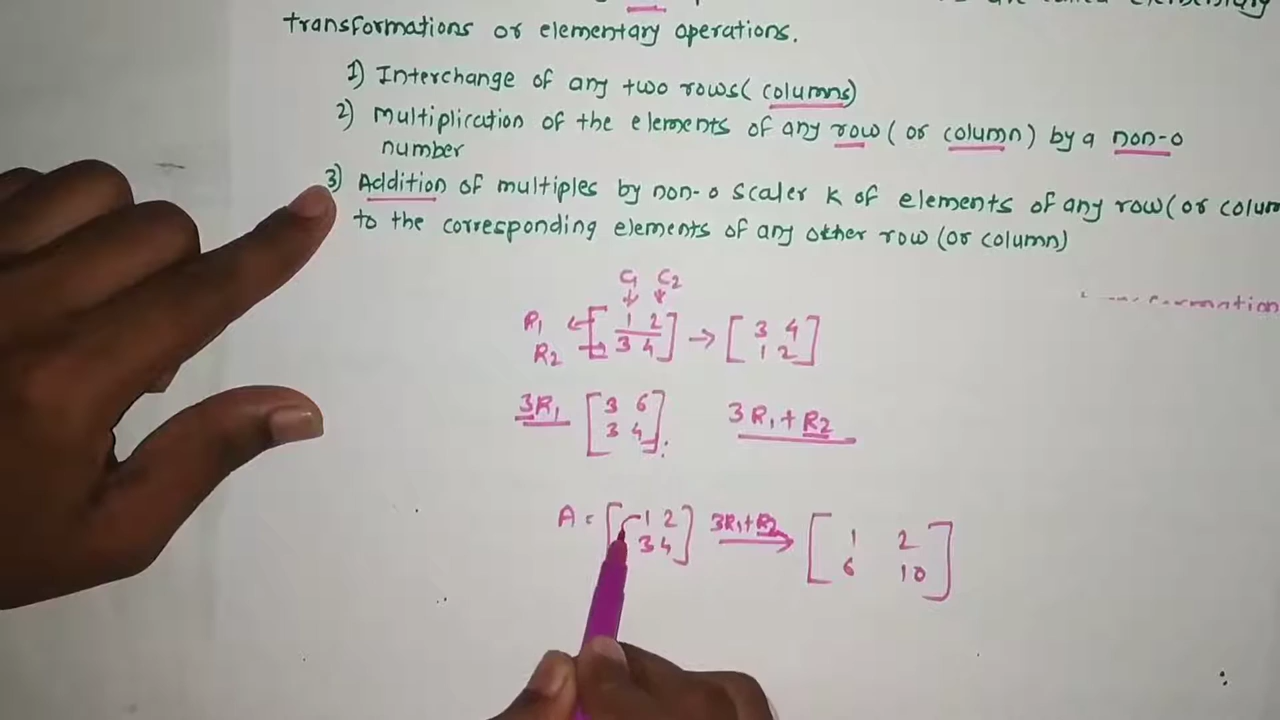 are called elementary
transformations or elementary operations.
1) Interchange of any two rows( columns)
2) Multiplication of the elements of any row ( or column ) by a non-0
number
3) Addition of multiples by non-0 scaler K of elements of any row ( or colum
to the corresponding elements of any other row (or column)
C1 C2
R1 [ 1 2 → [ 3 4
R2 3 4 ] 1 2 ]
formation
3R1 [ 3 6 3R1 + R2
3 4 ]
A = [ 1 2 3R1+R2 [ 1 2
3 4 ] 6 10 ]